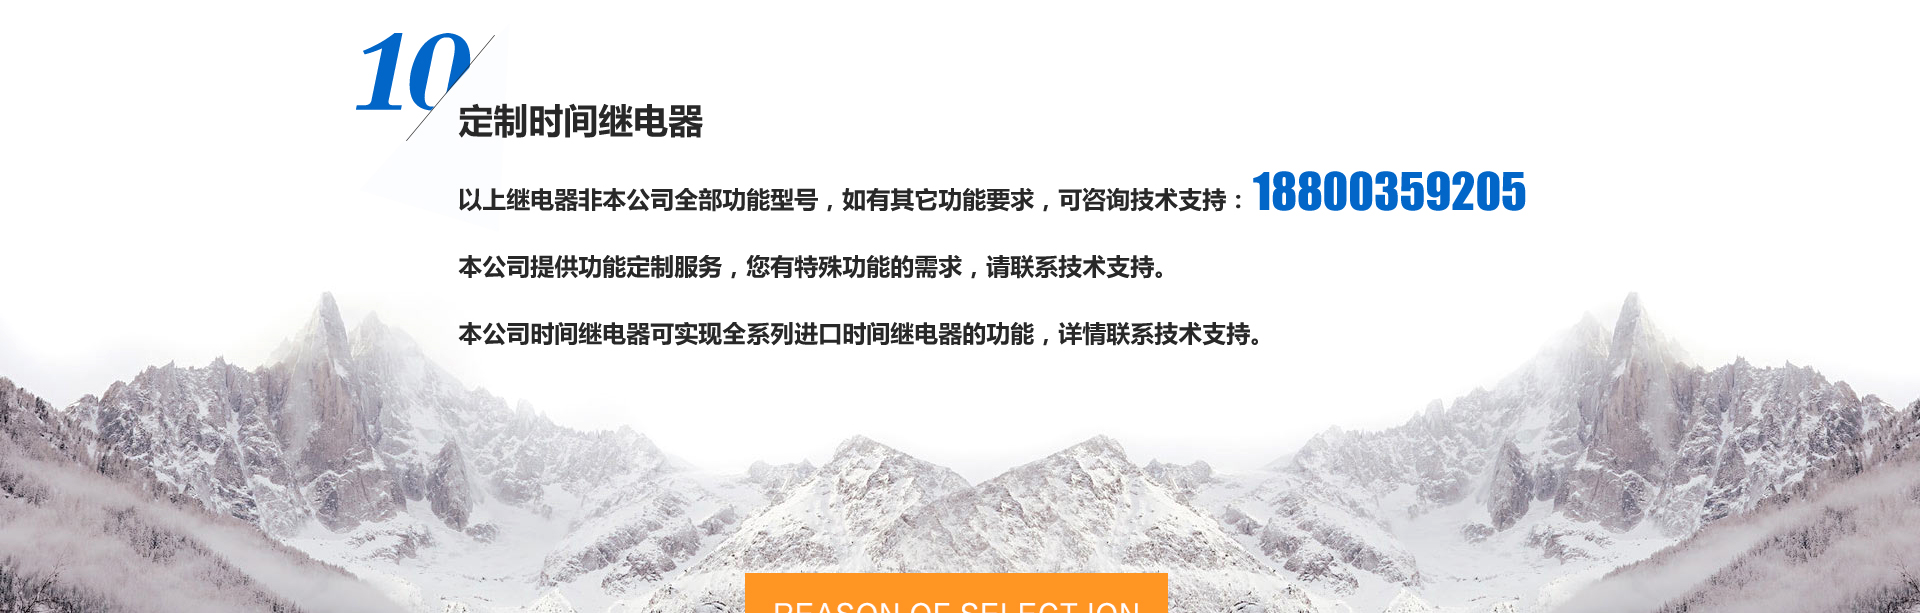 10
定制时间继电器
以上继电器非本公司全部功能型号，如有其它功能要求，可咨询技术支持：18800359205
本公司提供功能定制服务，您有特殊功能的需求，请联系技术支持。
本公司时间继电器可实现全系列进口时间继电器的功能，详情联系技术支持。
REASON OF SELECT ION